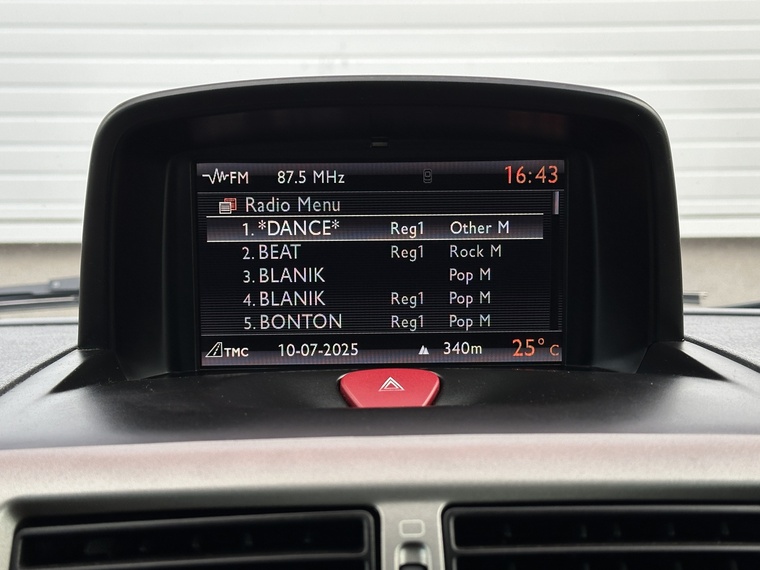 FM 87.5 MHz 16:43
Radio Menu
1. *DANCE* Reg1 Other M
2. BEAT Reg1 Rock M
3. BLANIK Pop M
4. BLANIK Reg1 Pop M
5. BONTON Reg1 Pop M
TMC 10-07-2025 340m 25° C